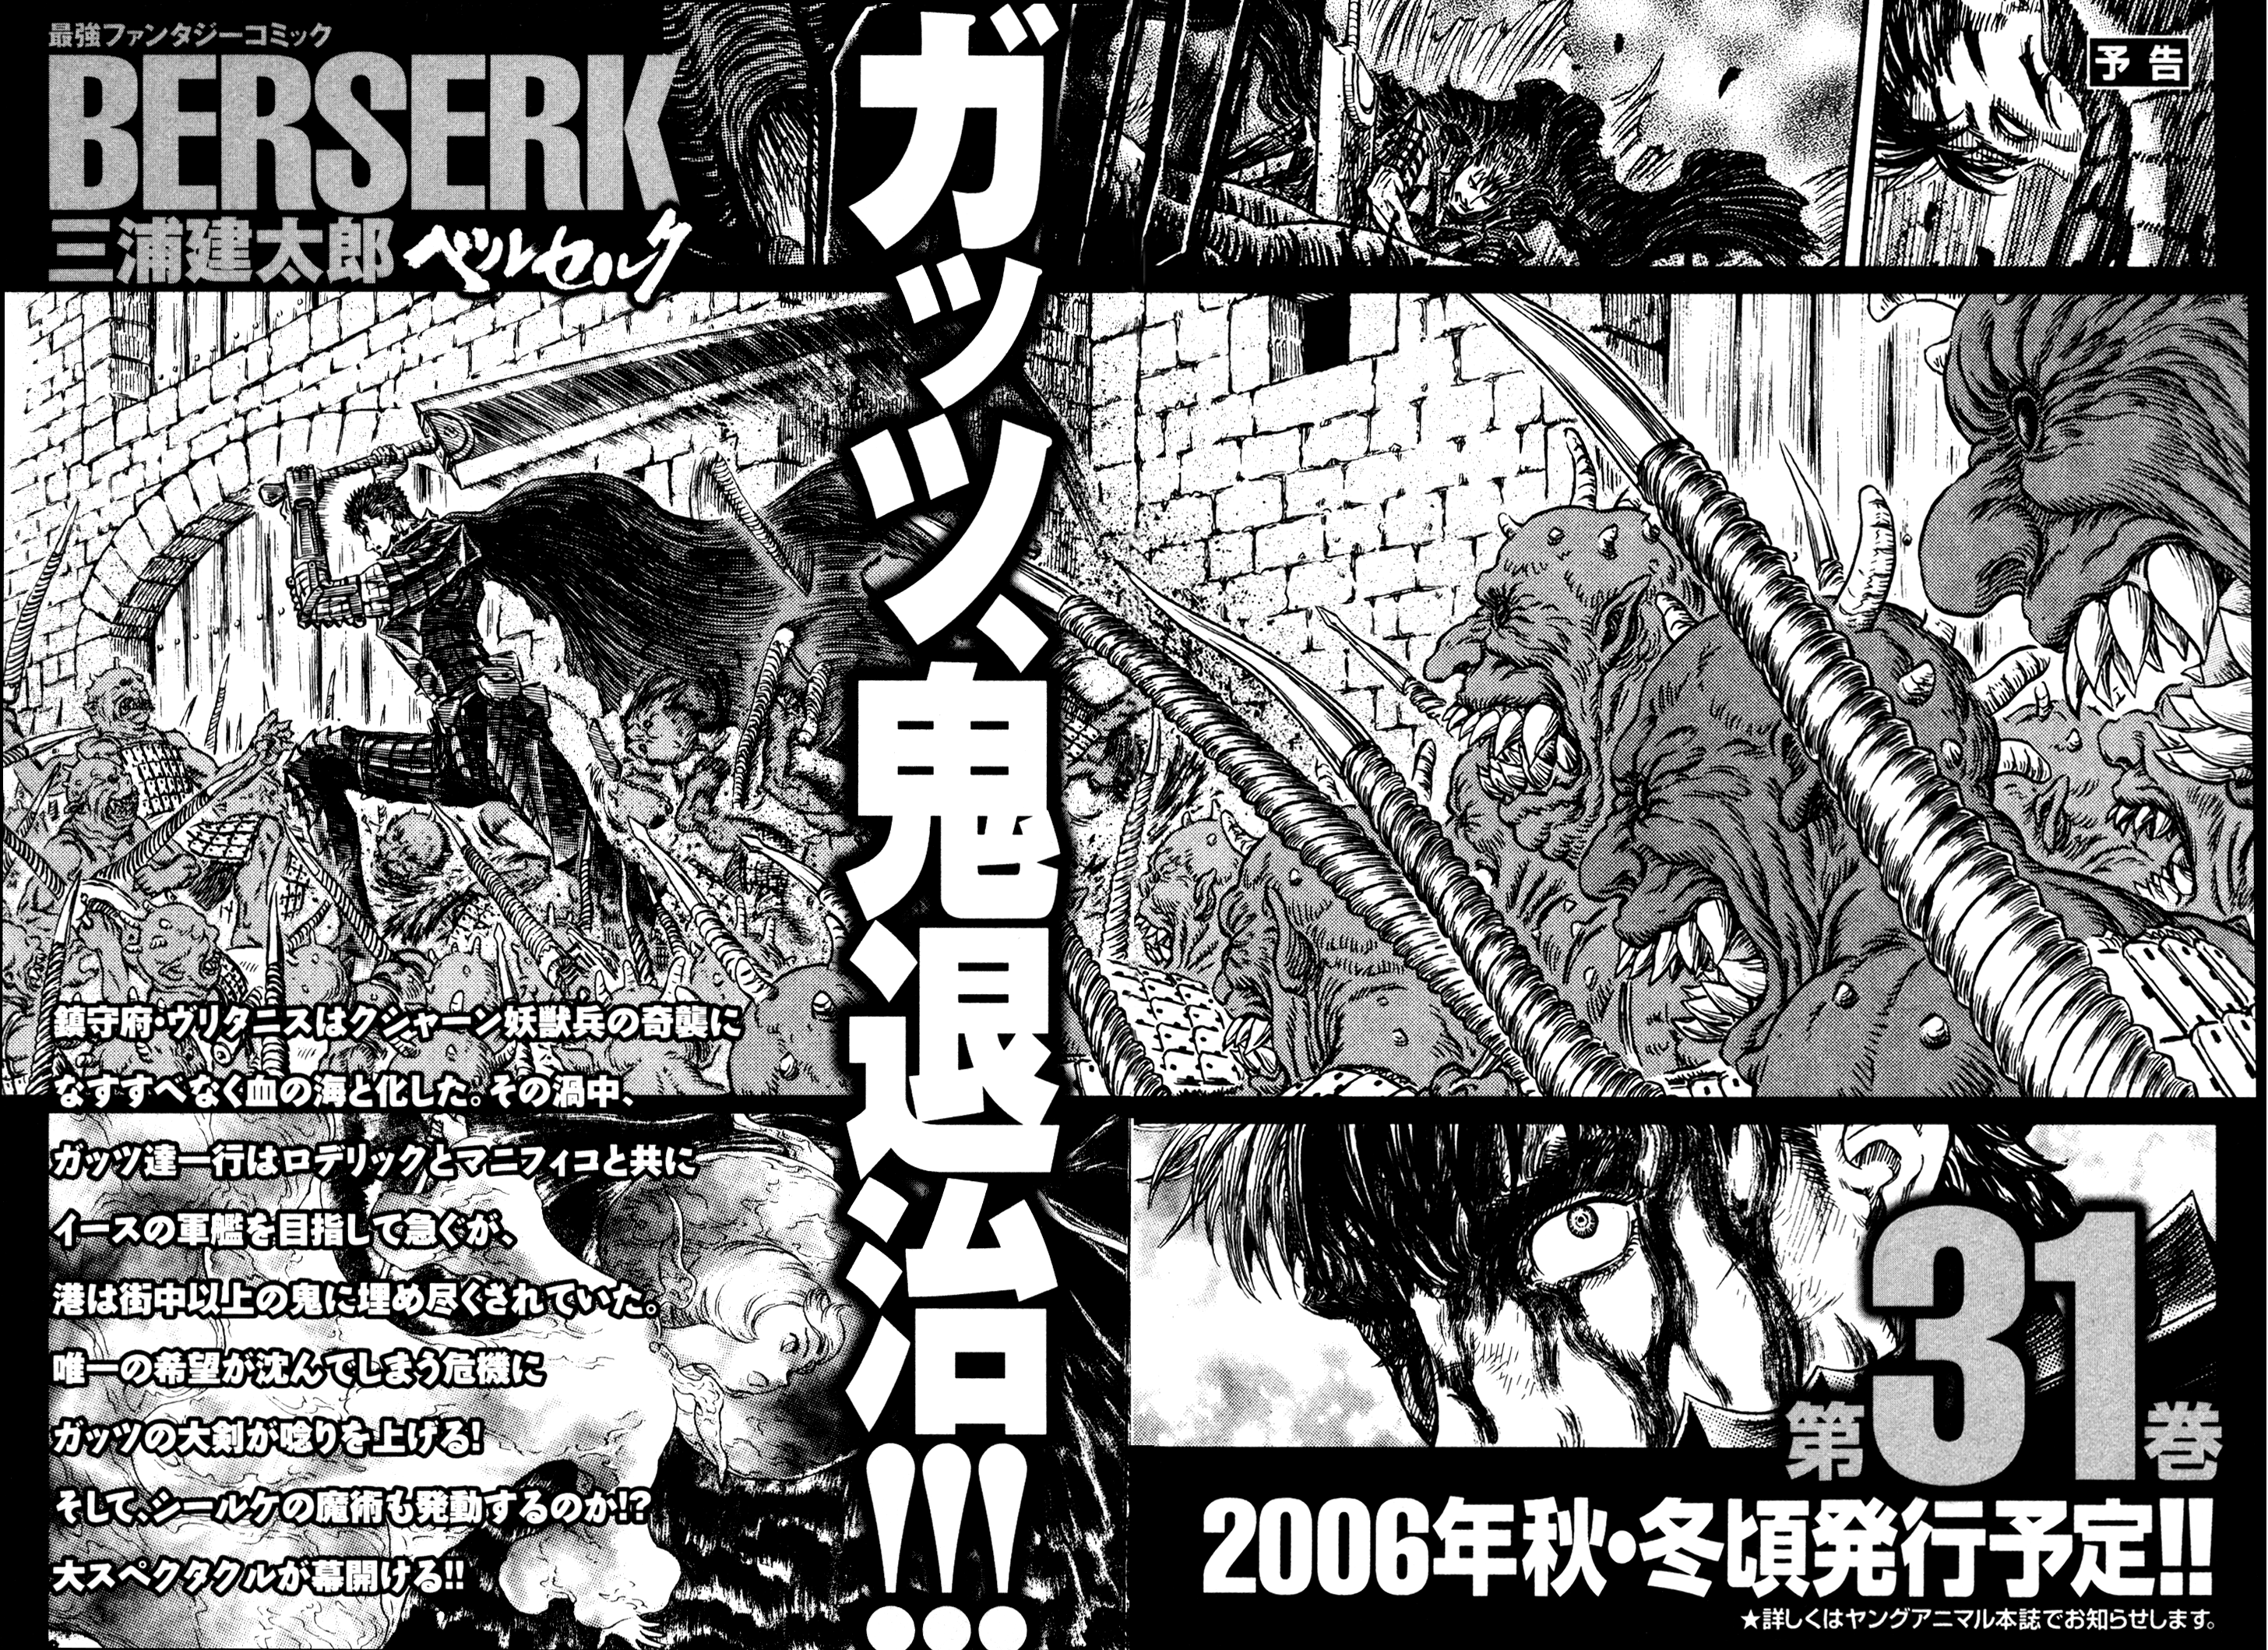 予告
最強ファンタジーコミック
BERSERK
三浦建太郎
ベルセルク
ガッツ、鬼退治!!!
鎮守府・ヴリタニスはクシャーン妖獣兵の奇襲に
なすすべなく血の海と化した。その渦中、
ガッツ達一行はロデリックとマニフィコと共に
イースの軍艦を目指して急ぐが、
港は街中以上の鬼に埋め尽くされていた。
唯一の希望が沈んでしまう危機に
ガッツの大剣が唸りを上げる!
そして、シールケの魔術も発動するのか!?
大スペクタクルが幕開ける!!
第31巻
2006年秋・冬頃発行予定!!
★詳しくはヤングアニマル本誌でお知らせします。